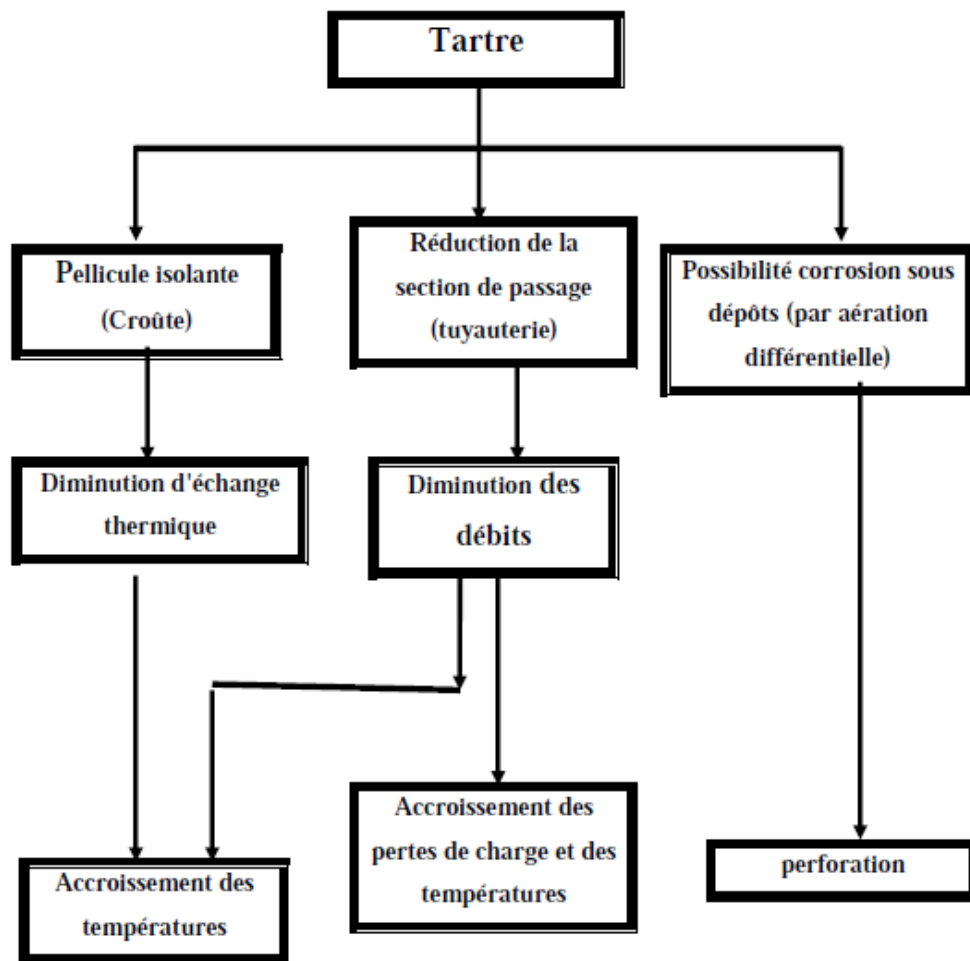 Tartre
Pellicule isolante
(Croûte)
Réduction de la
section de passage
(tuyauterie)
Possibilité corrosion sous
dépôts (par aération
différentielle)
Diminution d'échange
thermique
Diminution des
débits
Accroissement des
températures
Accroissement des
pertes de charge et des
températures
perforation